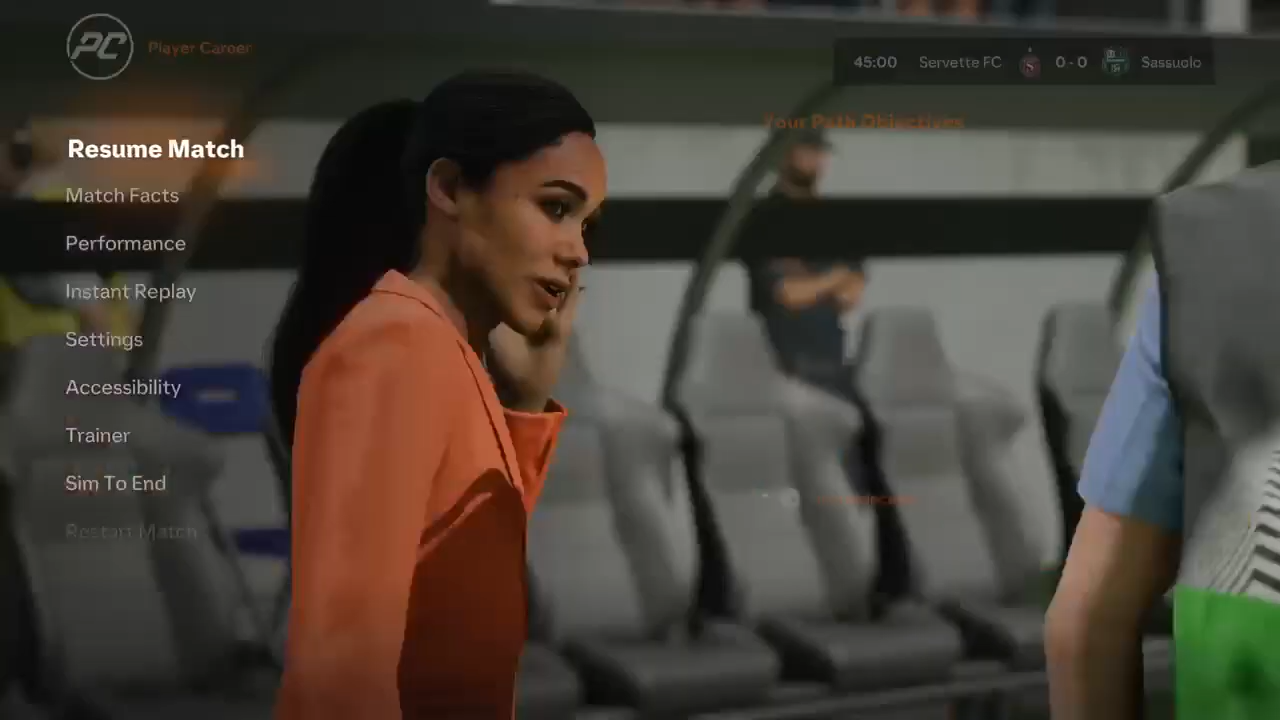 PC Player Career
45:00 Servette FC 0 - 0 Sassuolo
Your Path Objectives
Resume Match
Match Facts
Performance
Instant Replay
Settings
Accessibility
Trainer
Sim To End
Restart Match